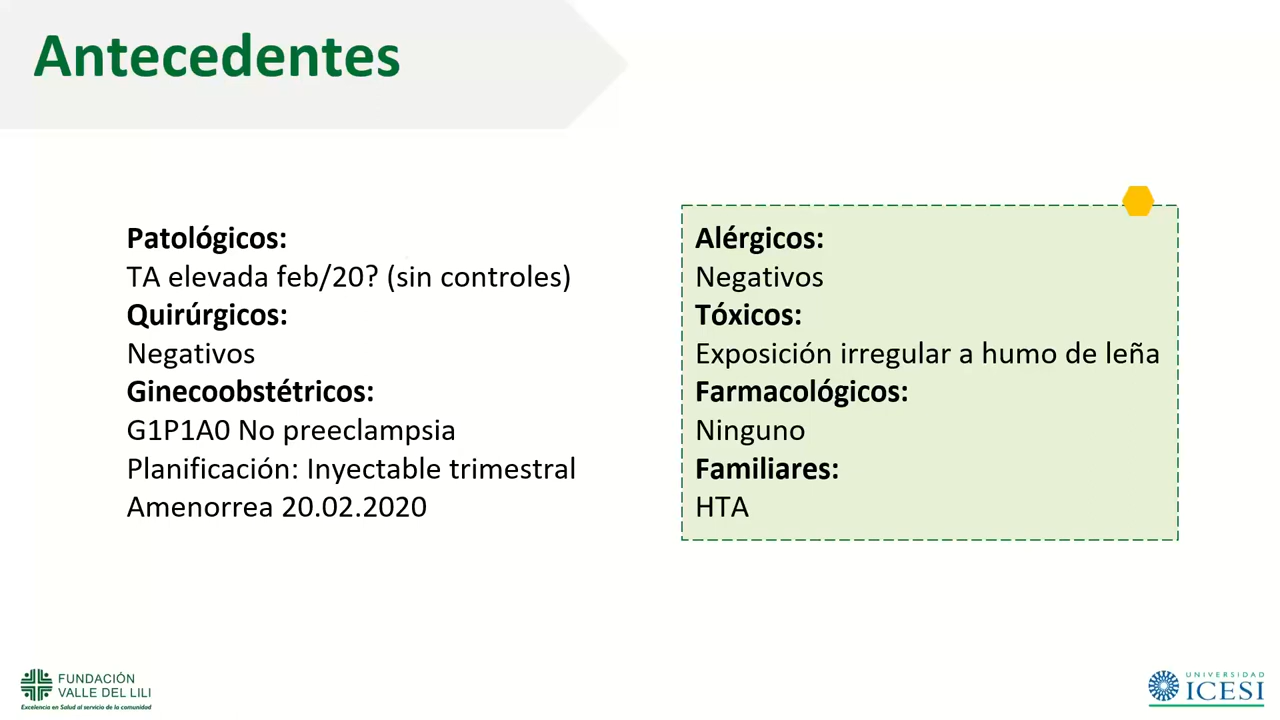 Antecedentes
Patológicos:
TA elevada feb/20? (sin controles)
Quirúrgicos:
Negativos
Ginecoobstétricos:
G1P1A0 No preeclampsia
Planificación: Inyectable trimestral
Amenorrea 20.02.2020
Alérgicos:
Negativos
Tóxicos:
Exposición irregular a humo de leña
Farmacológicos:
Ninguno
Familiares:
HTA
FUNDACIÓN
VALLE DEL LILI
Excelencia en Salud al servicio de la comunidad
UNIVERSIDAD
ICESI